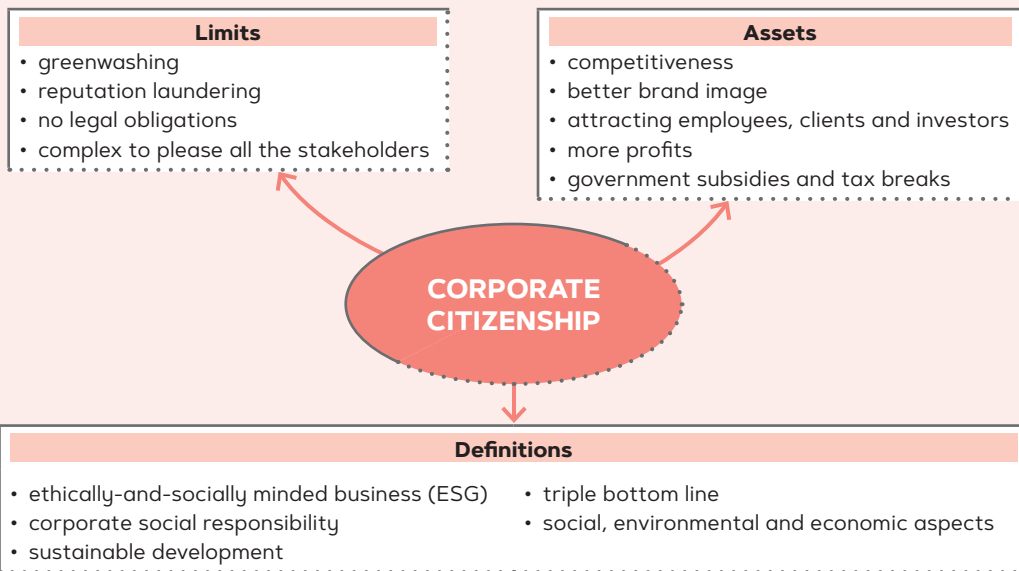 Limits
• greenwashing
• reputation laundering
• no legal obligations
• complex to please all the stakeholders
Assets
• competitiveness
• better brand image
• attracting employees, clients and investors
• more profits
• government subsidies and tax breaks
CORPORATE
CITIZENSHIP
Definitions
• ethically-and-socially minded business (ESG)
• corporate social responsibility
• sustainable development
• triple bottom line
• social, environmental and economic aspects